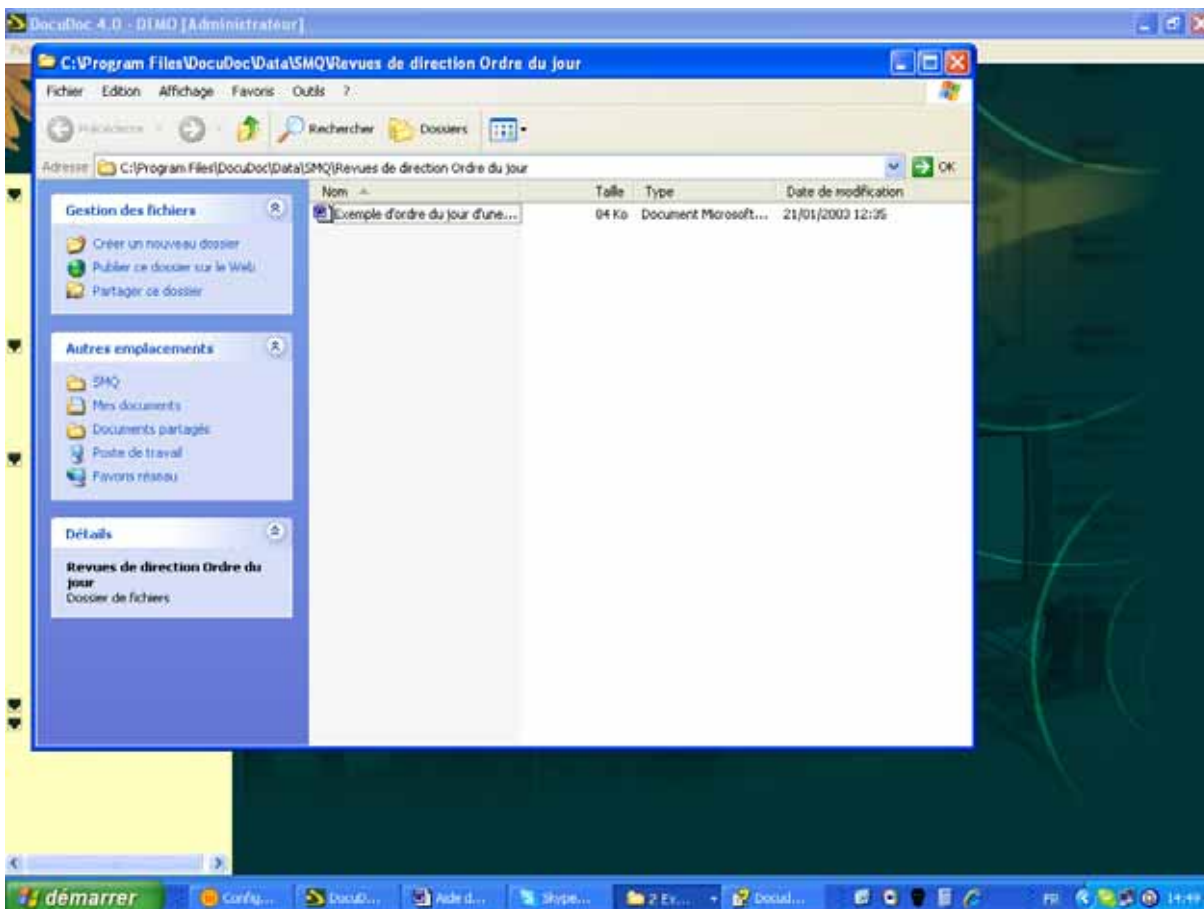 DocuDoc 4.0 - DEMO [Administrateur]
C:\Program Files\DocuDoc\Data\SMQ\Revues de direction Ordre du jour
Fichier Edition Affichage Favoris Outils ?
Précédente Rechercher Dossiers
Adresse C:\Program Files\DocuDoc\Data\SMQ\Revues de direction Ordre du jour OK
Nom Taille Type Date de modification
Exemple d'ordre du jour d'une... 84 Ko Document Microsoft... 21/01/2003 12:35
Gestion des fichiers
Créer un nouveau dossier
Publier ce dossier sur le Web
Partager ce dossier
Autres emplacements
SMQ
Mes documents
Documents partagés
Poste de travail
Favoris réseau
Détails
Revues de direction Ordre du
jour
Dossier de fichiers
démarrer Config... DocuD... Aide d... Skype... 2 Ex... Docud... FR